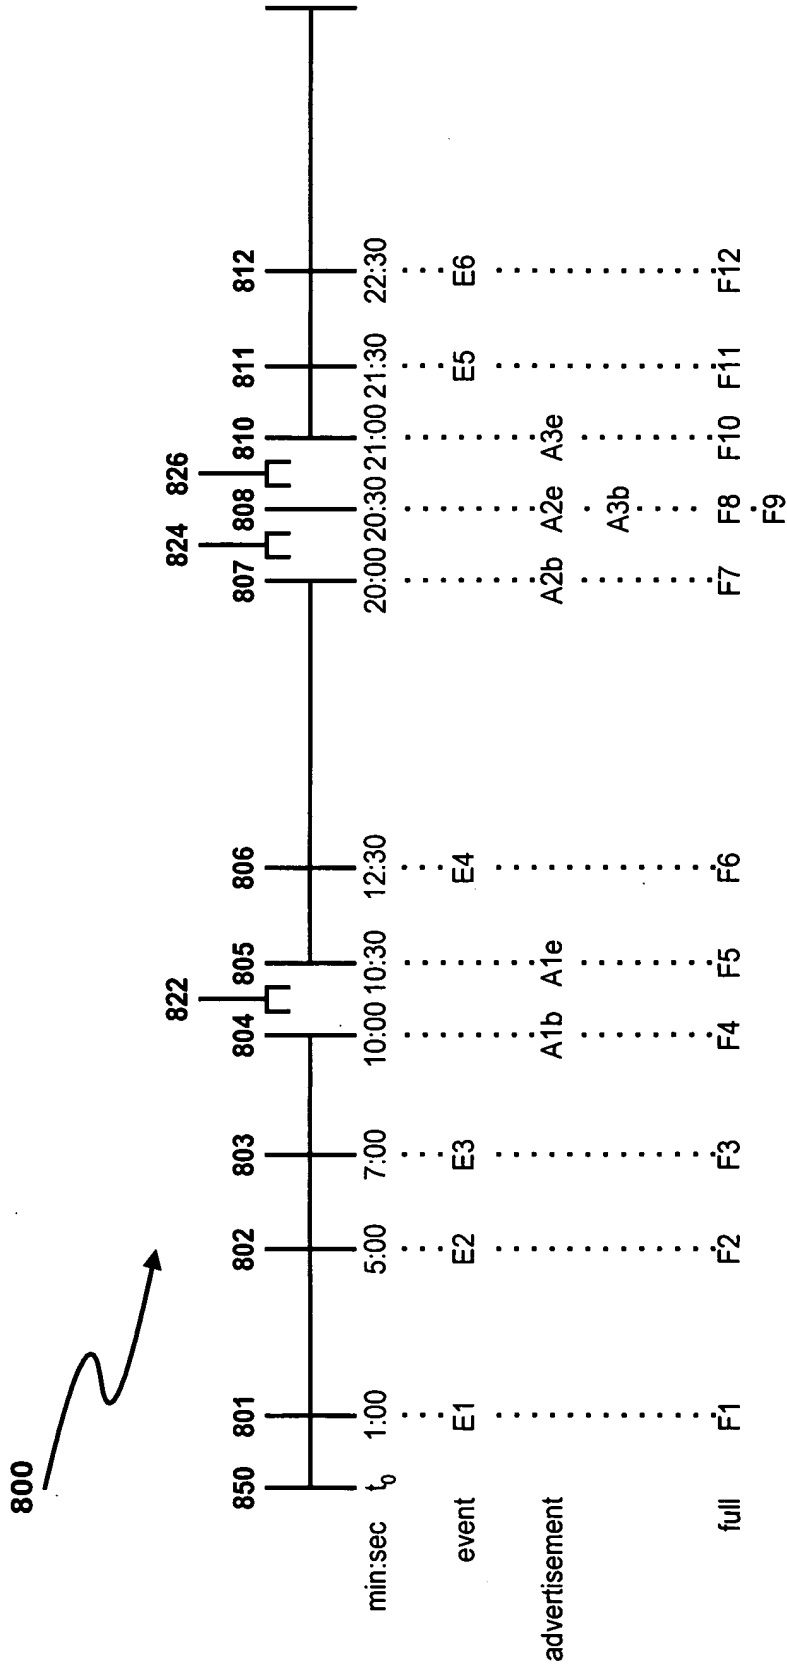 800
822 824 826
850 801 802 803 804 805 806 807 808 810 811 812
min:sec t0 1:00 5:00 7:00 10:00 10:30 12:30 20:00 20:30 21:00 21:30 22:30
event E1 E2 E3 E4 E5 E6
advertisement A1b A1e A2b A2e A3e
A3b
full F1 F2 F3 F4 F5 F6 F7 F8 F10 F11 F12
F9